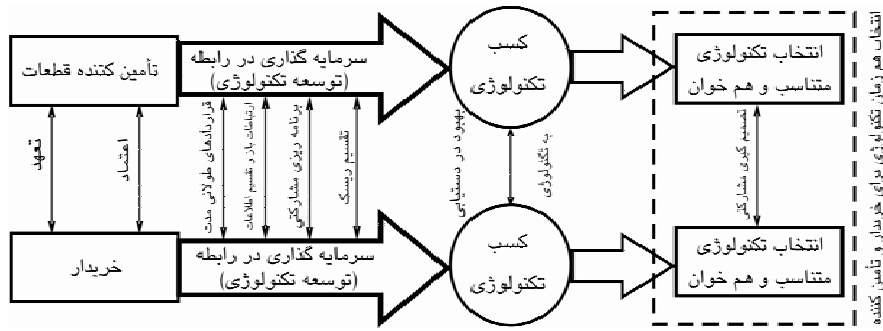 تأمین کننده قطعات
سرمایه گذاری در رابطه
(توسعه تکنولوژی)
کسب
تکنولوژی
انتخاب تکنولوژی
متناسب و هم خوان
تعهد
اعتماد
قراردادهای طولانی مدت
ارتباطات باز و تقسیم اطلاعات
برنامه ریزی مشارکتی
تقسیم ریسک
بهبود در دستیابی
به تکنولوژی
تصمیم گیری مشارکتی
خریدار
سرمایه گذاری در رابطه
(توسعه تکنولوژی)
کسب
تکنولوژی
انتخاب تکنولوژی
متناسب و هم خوان
انتخاب هم زمان تکنولوژی برای خریدار و تأمین کننده